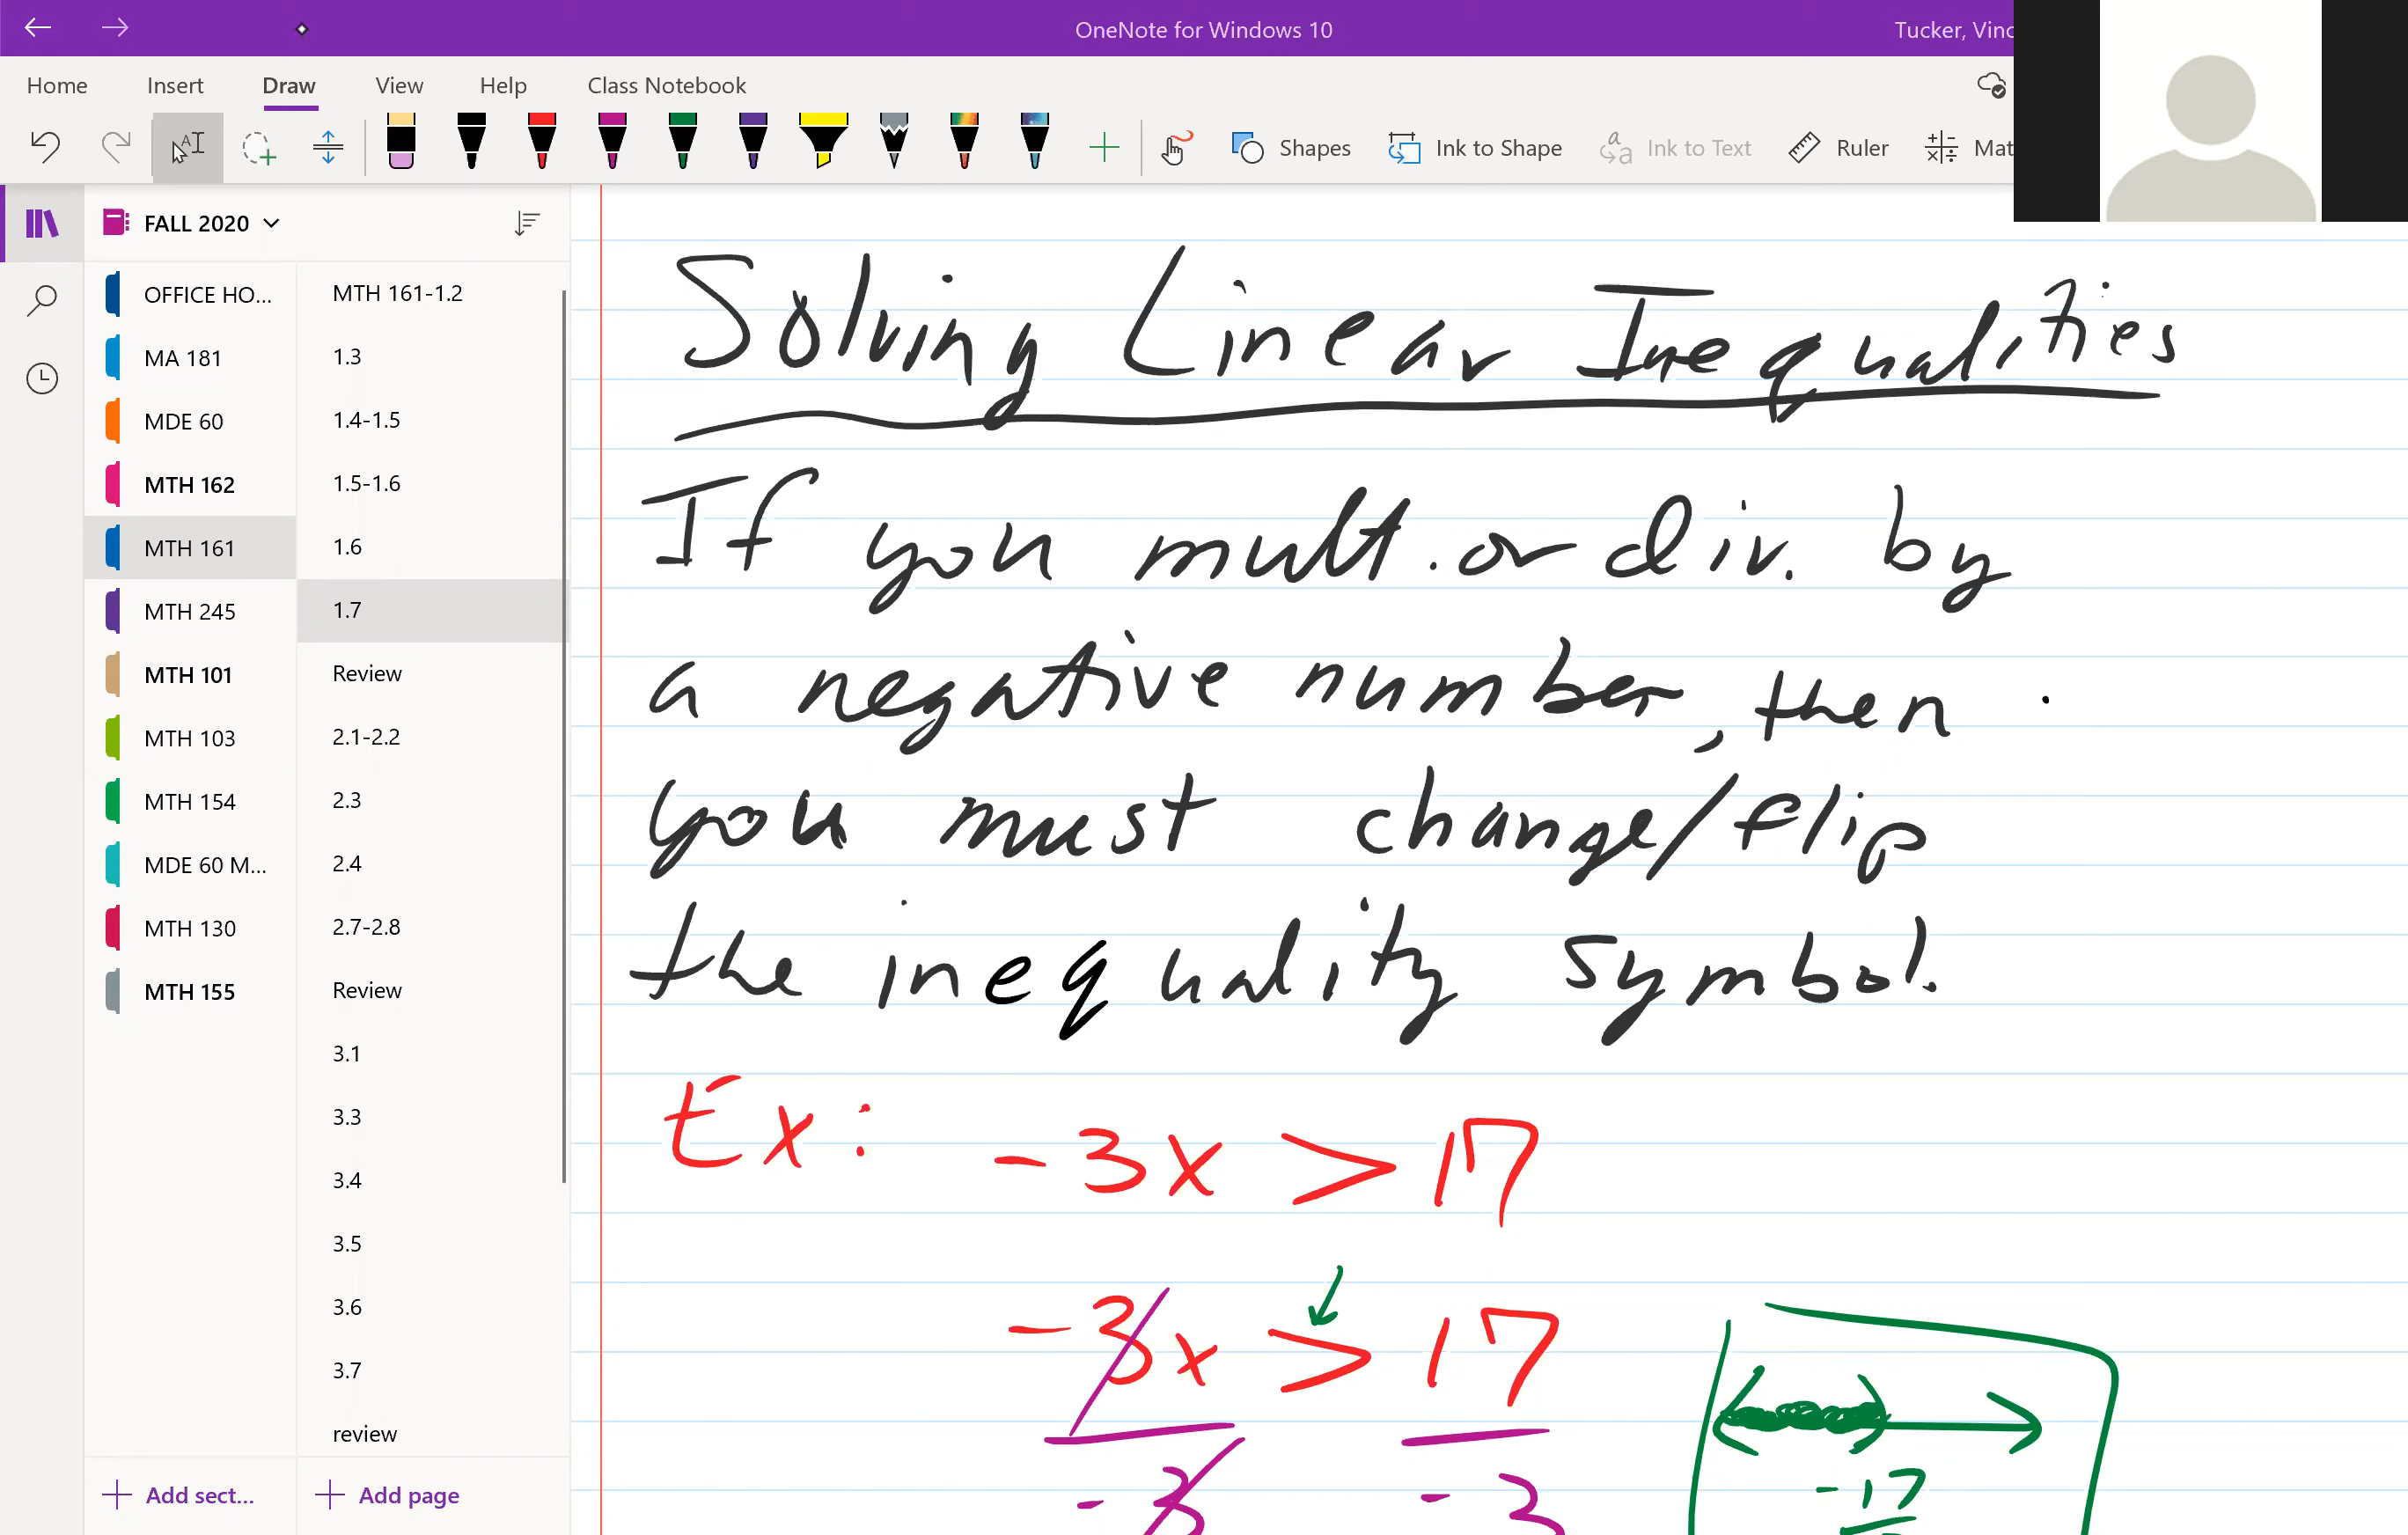 OneNote for Windows 10
Tucker, Vinc
Home Insert Draw View Help Class Notebook
Shapes Ink to Shape Ink to Text Ruler Mat
FALL 2020
OFFICE HO...
MA 181
MDE 60
MTH 162
MTH 161
MTH 245
MTH 101
MTH 103
MTH 154
MDE 60 M...
MTH 130
MTH 155
Add sect...
MTH 161-1.2
1.3
1.4-1.5
1.5-1.6
1.6
1.7
Review
2.1-2.2
2.3
2.4
2.7-2.8
Review
3.1
3.3
3.4
3.5
3.6
3.7
review
Add page
Solving Linear Inequalities
If you mult. or div. by
a negative number, then
you must change/flip
the inequality symbol.
Ex: -3x > 17
-3x > 17
-3 -3
-17